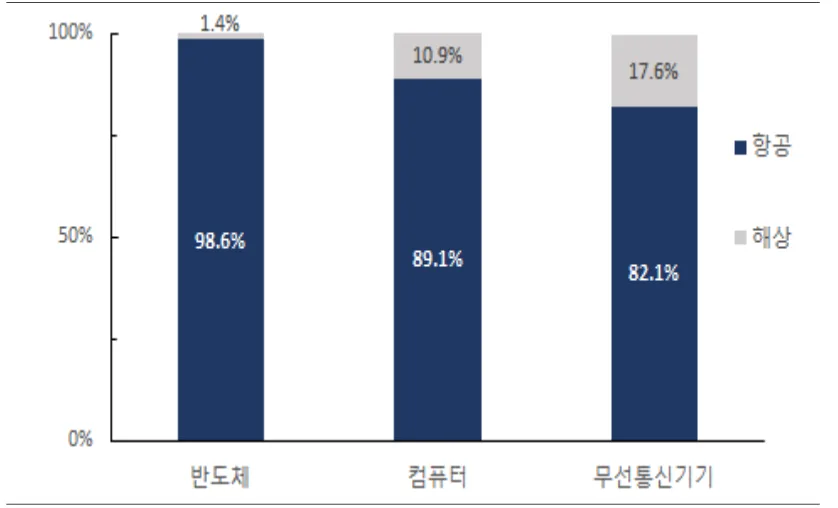 100%
50%
0%
1.4%
98.6%
10.9%
89.1%
17.6%
82.1%
항공
해상
반도체
컴퓨터
무선통신기기